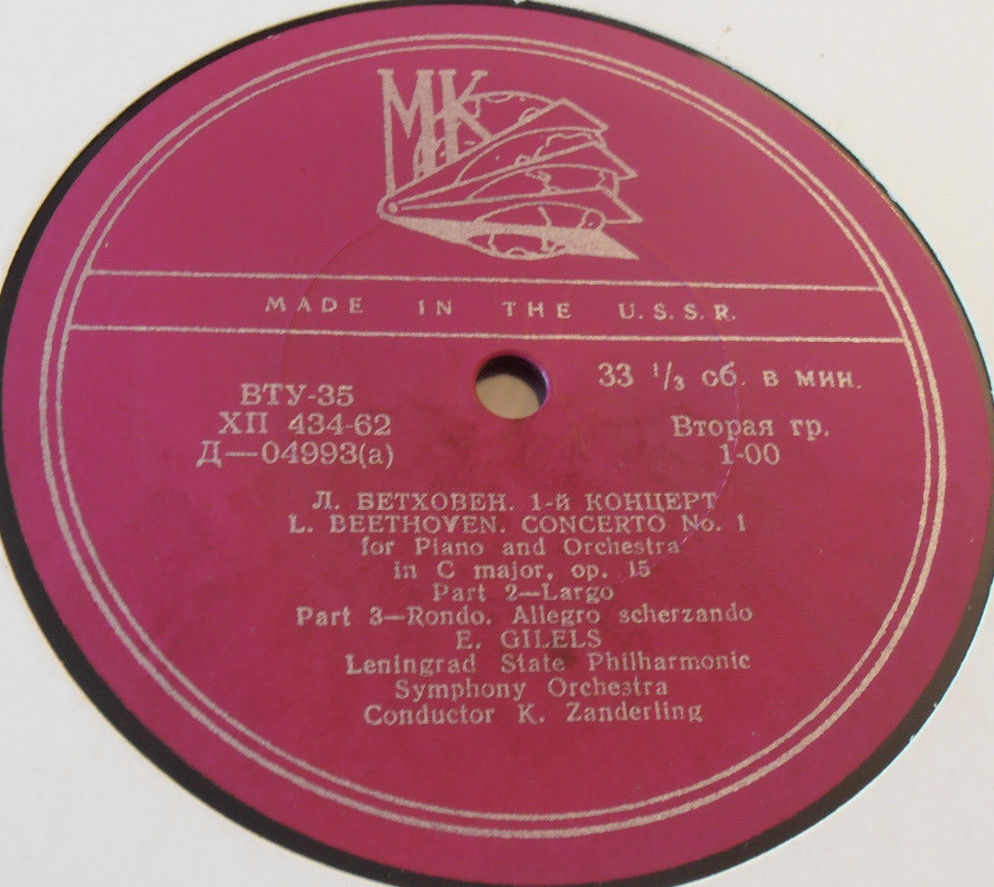 МК
MADE IN THE U.S.S.R.
33 1/3 об. в мин.
ВТУ-35
ХП 434-62
Д—04993(а)
Вторая гр.
1-00
Л. БЕТХОВЕН. 1-й КОНЦЕРТ
L. BEETHOVEN. CONCERTO No. 1
for Piano and Orchestra
in C major, op. 15
Part 2—Largo
Part 3—Rondo. Allegro scherzando
E. GILELS
Leningrad State Philharmonic
Symphony Orchestra
Conductor K. Zanderling